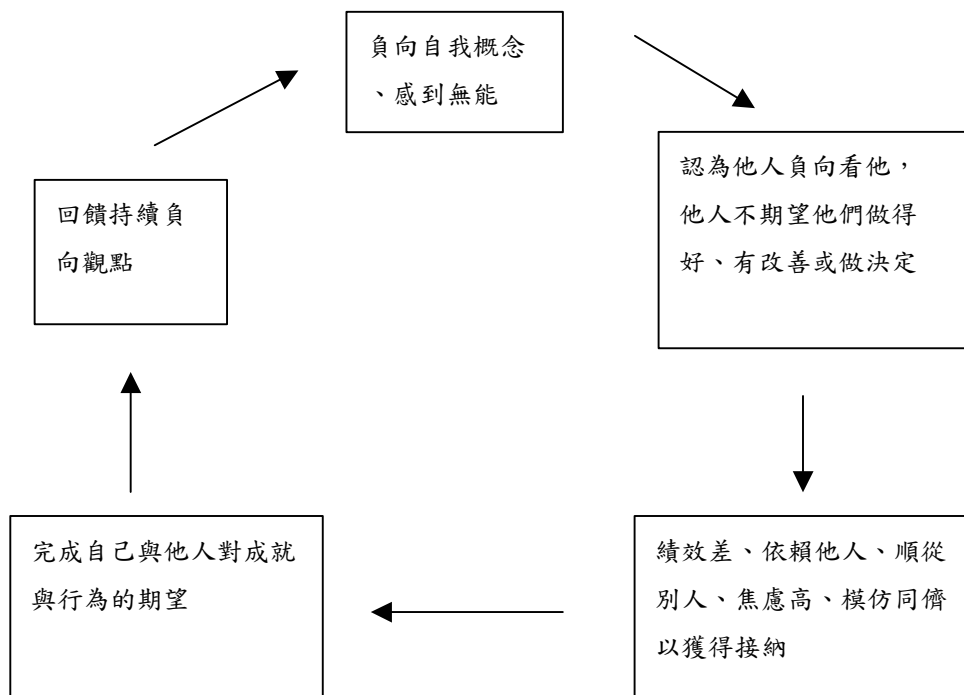 負向自我概念
、感到無能
認為他人負向看他，
他人不期望他們做得
好、有改善或做決定
績效差、依賴他人、順從
別人、焦慮高、模仿同儕
以獲得接納
完成自己與他人對成就
與行為的期望
回饋持續負
向觀點